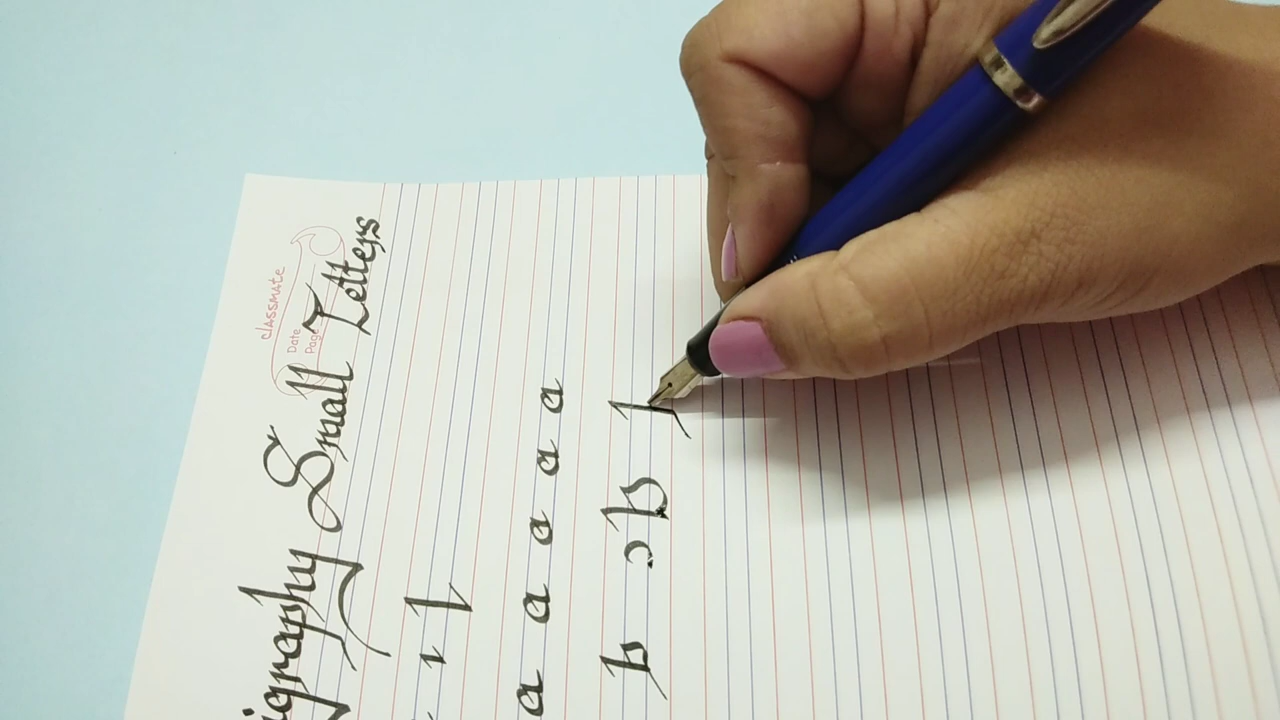 classmate
Date
Page
igraphy Small Letters
ı l
a a a a a
b